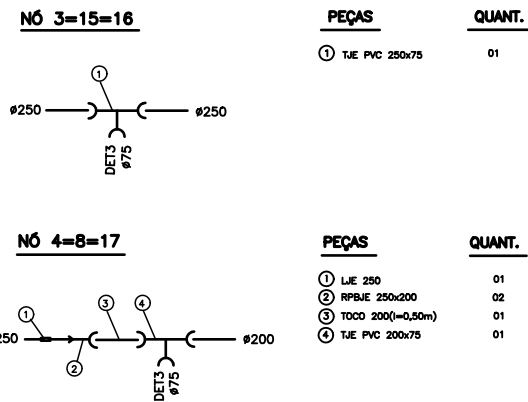 NÓ 3=15=16
PEÇAS QUANT.
1 TJE PVC 250x75 01
1
ø250 ø250
DET3
ø75
NÓ 4=8=17
PEÇAS QUANT.
1 LJE 250 01
2 RPBJE 250x200 02
3 TOCO 200(l=0,50m) 01
4 TJE PVC 200x75 01
1 3 4
250 ø200
2
DET3
ø75